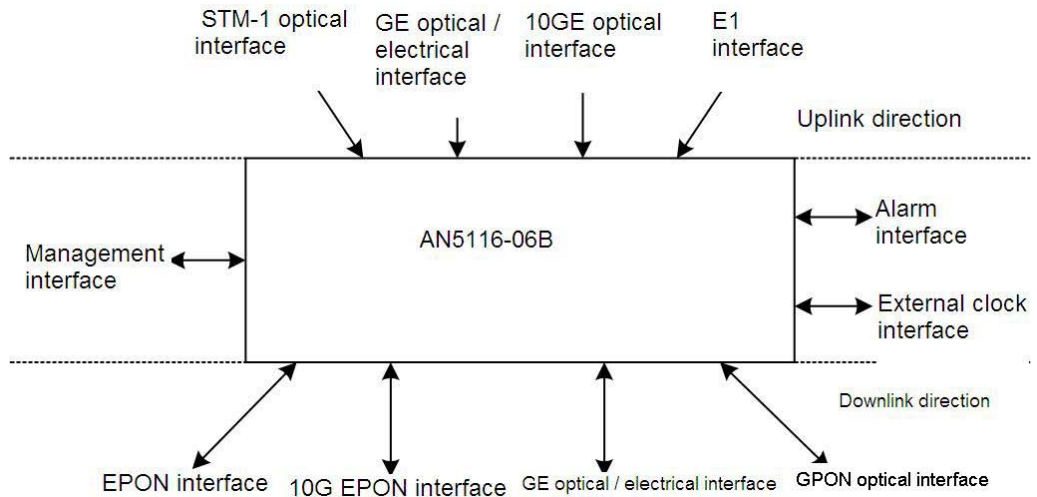 STM-1 optical
interface
GE optical /
electrical
interface
10GE optical
interface
E1
interface
Uplink direction
AN5116-06B
Management
interface
Alarm
interface
External clock
interface
Downlink direction
EPON interface
10G EPON interface
GE optical / electrical interface
GPON optical interface